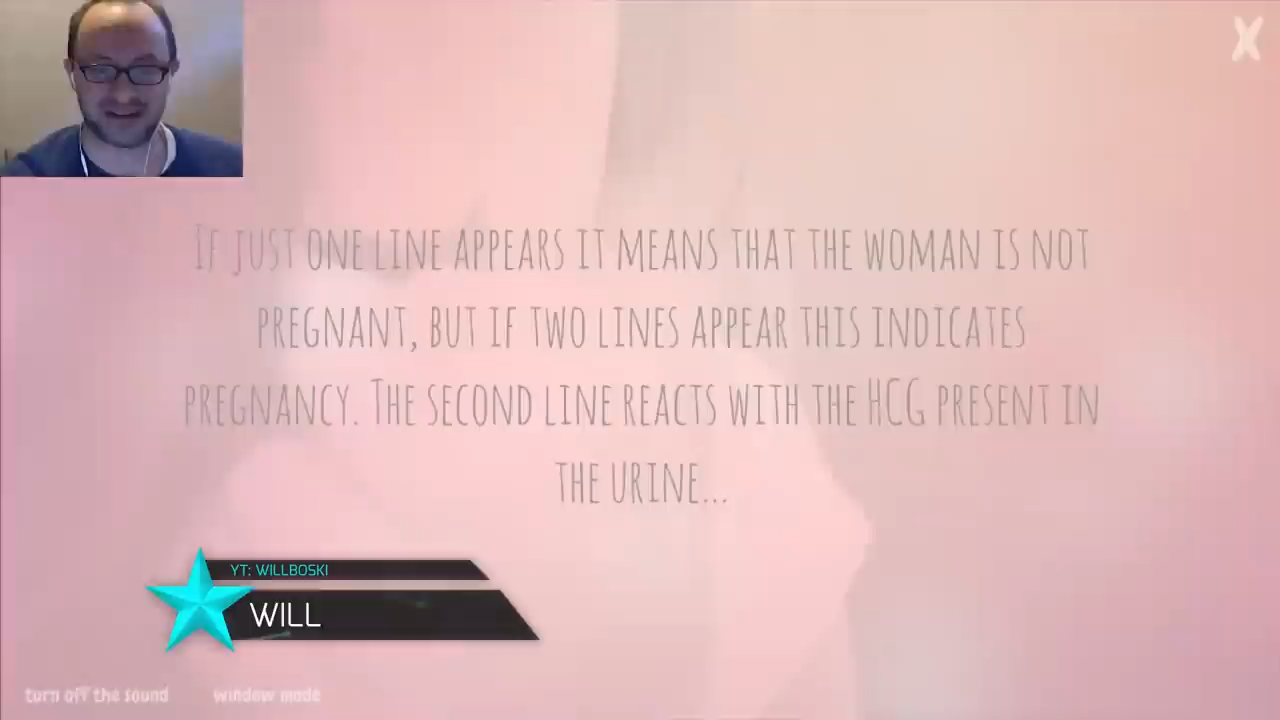 X
If just one line appears it means that the woman is not
pregnant, but if two lines appear this indicates
pregnancy. The second line reacts with the HCG present in
the urine...
YT: WILLBOSKI
WILL
turn off the sound window mode